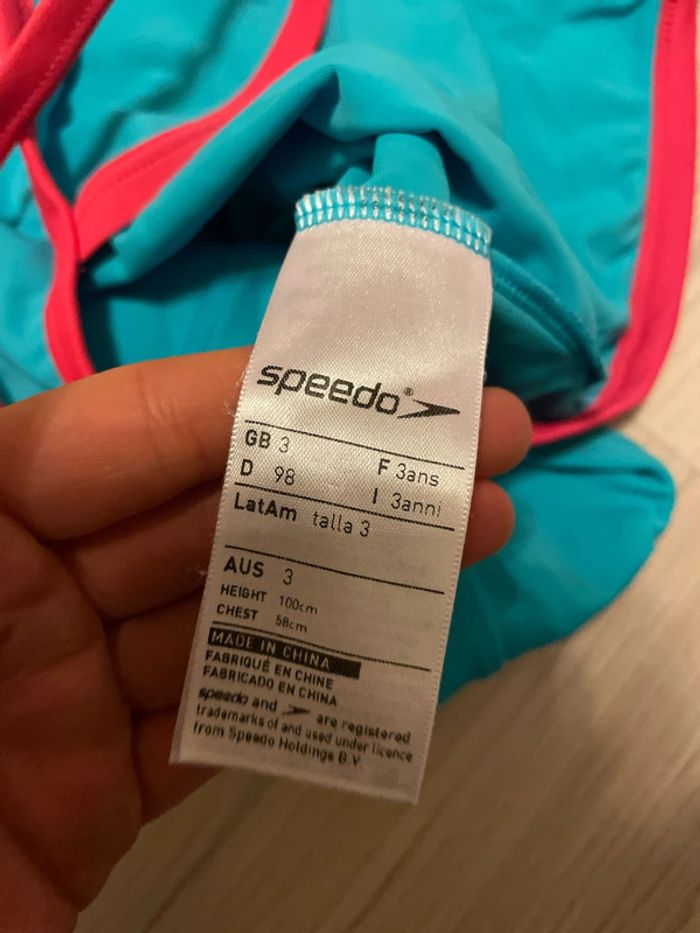 speedo®
GB 3 F 3ans
D 98 I 3anni
LatAm talla 3
AUS 3
HEIGHT 100cm
CHEST 58cm
MADE IN CHINA
FABRIQUÉ EN CHINE
FABRICADO EN CHINA
speedo and are registered
trademarks of and used under licence
from Speedo Holdings B.V.